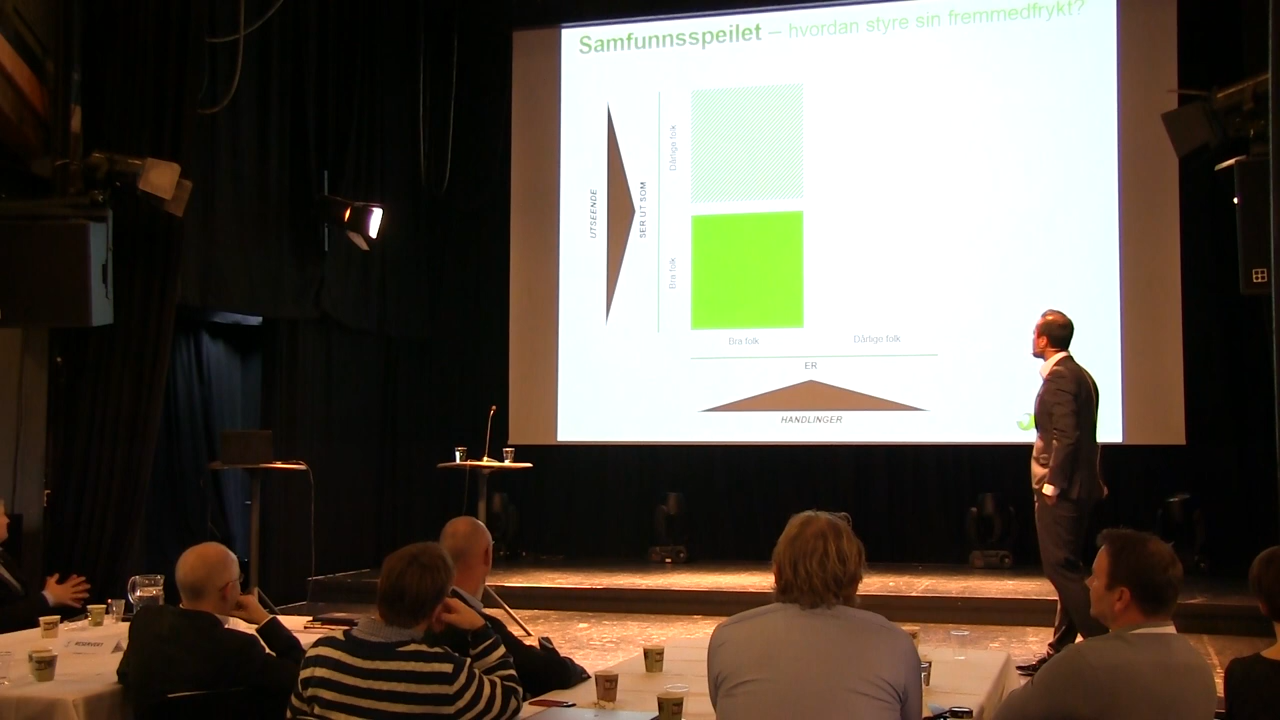 Samfunnsspeilet – hvordan styre sin fremmedfrykt?
UTSEENDE
SER UT SOM
Dårlige folk
Bra folk
Bra folk
Dårlige folk
ER
HANDLINGER
RESERVERT